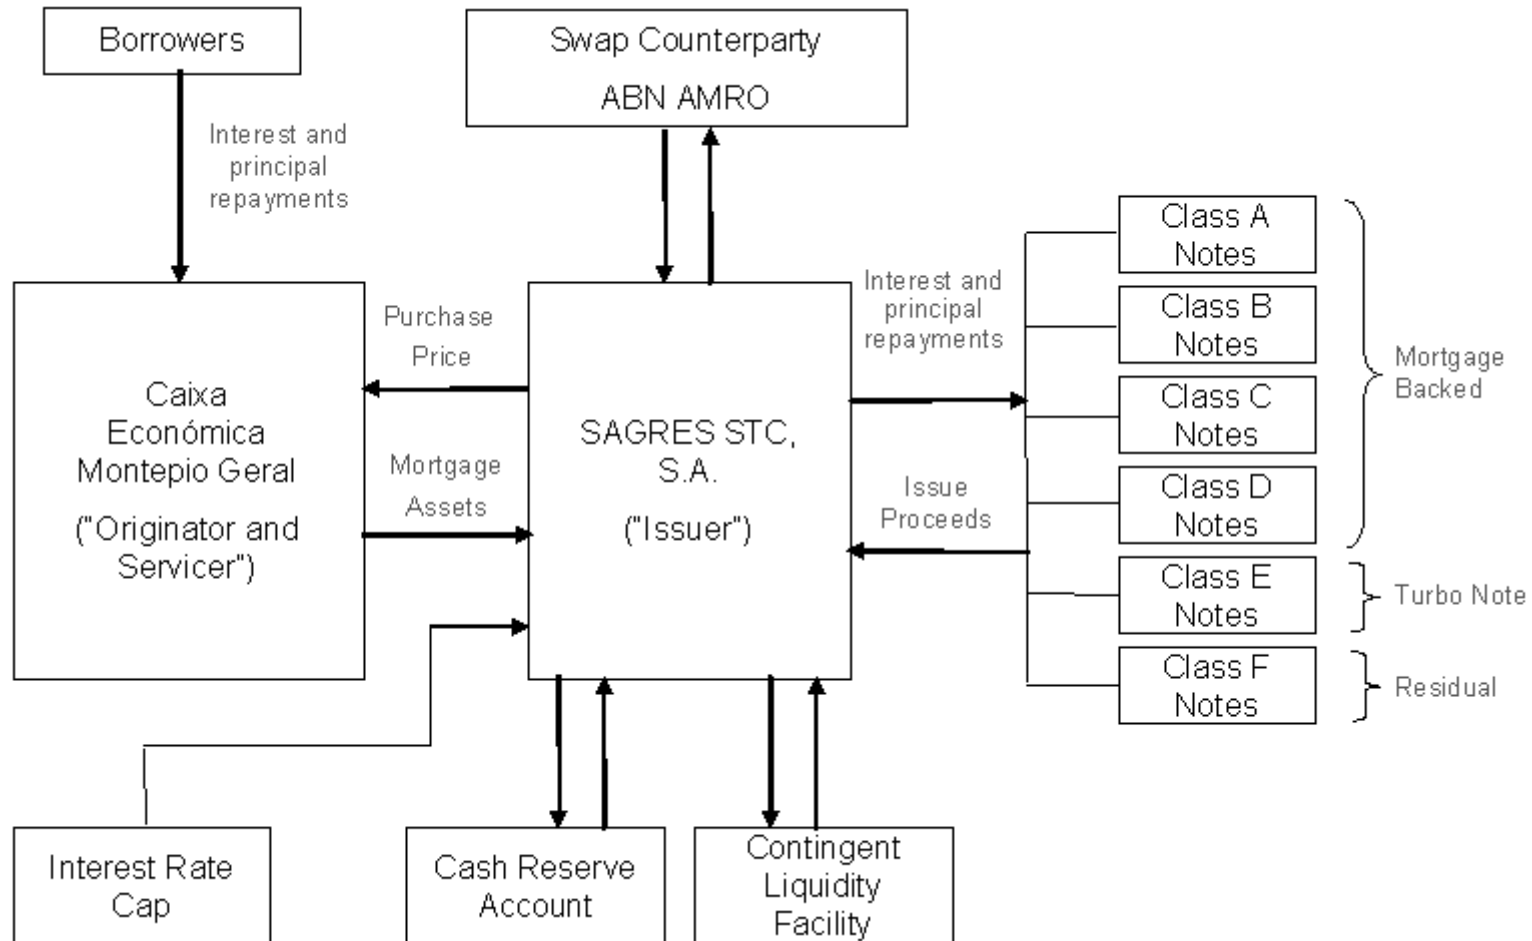 Borrowers
Swap Counterparty
ABN AMRO
Interest and
principal
repayments
Class A
Notes
Class B
Notes
Class C
Notes
Class D
Notes
Class E
Notes
Class F
Notes
Mortgage
Backed
Turbo Note
Residual
Interest and
principal
repayments
Issue
Proceeds
Purchase
Price
Mortgage
Assets
Caixa
Económica
Montepio Geral
("Originator and
Servicer")
SAGRES STC,
S.A.
("Issuer")
Interest Rate
Cap
Cash Reserve
Account
Contingent
Liquidity
Facility